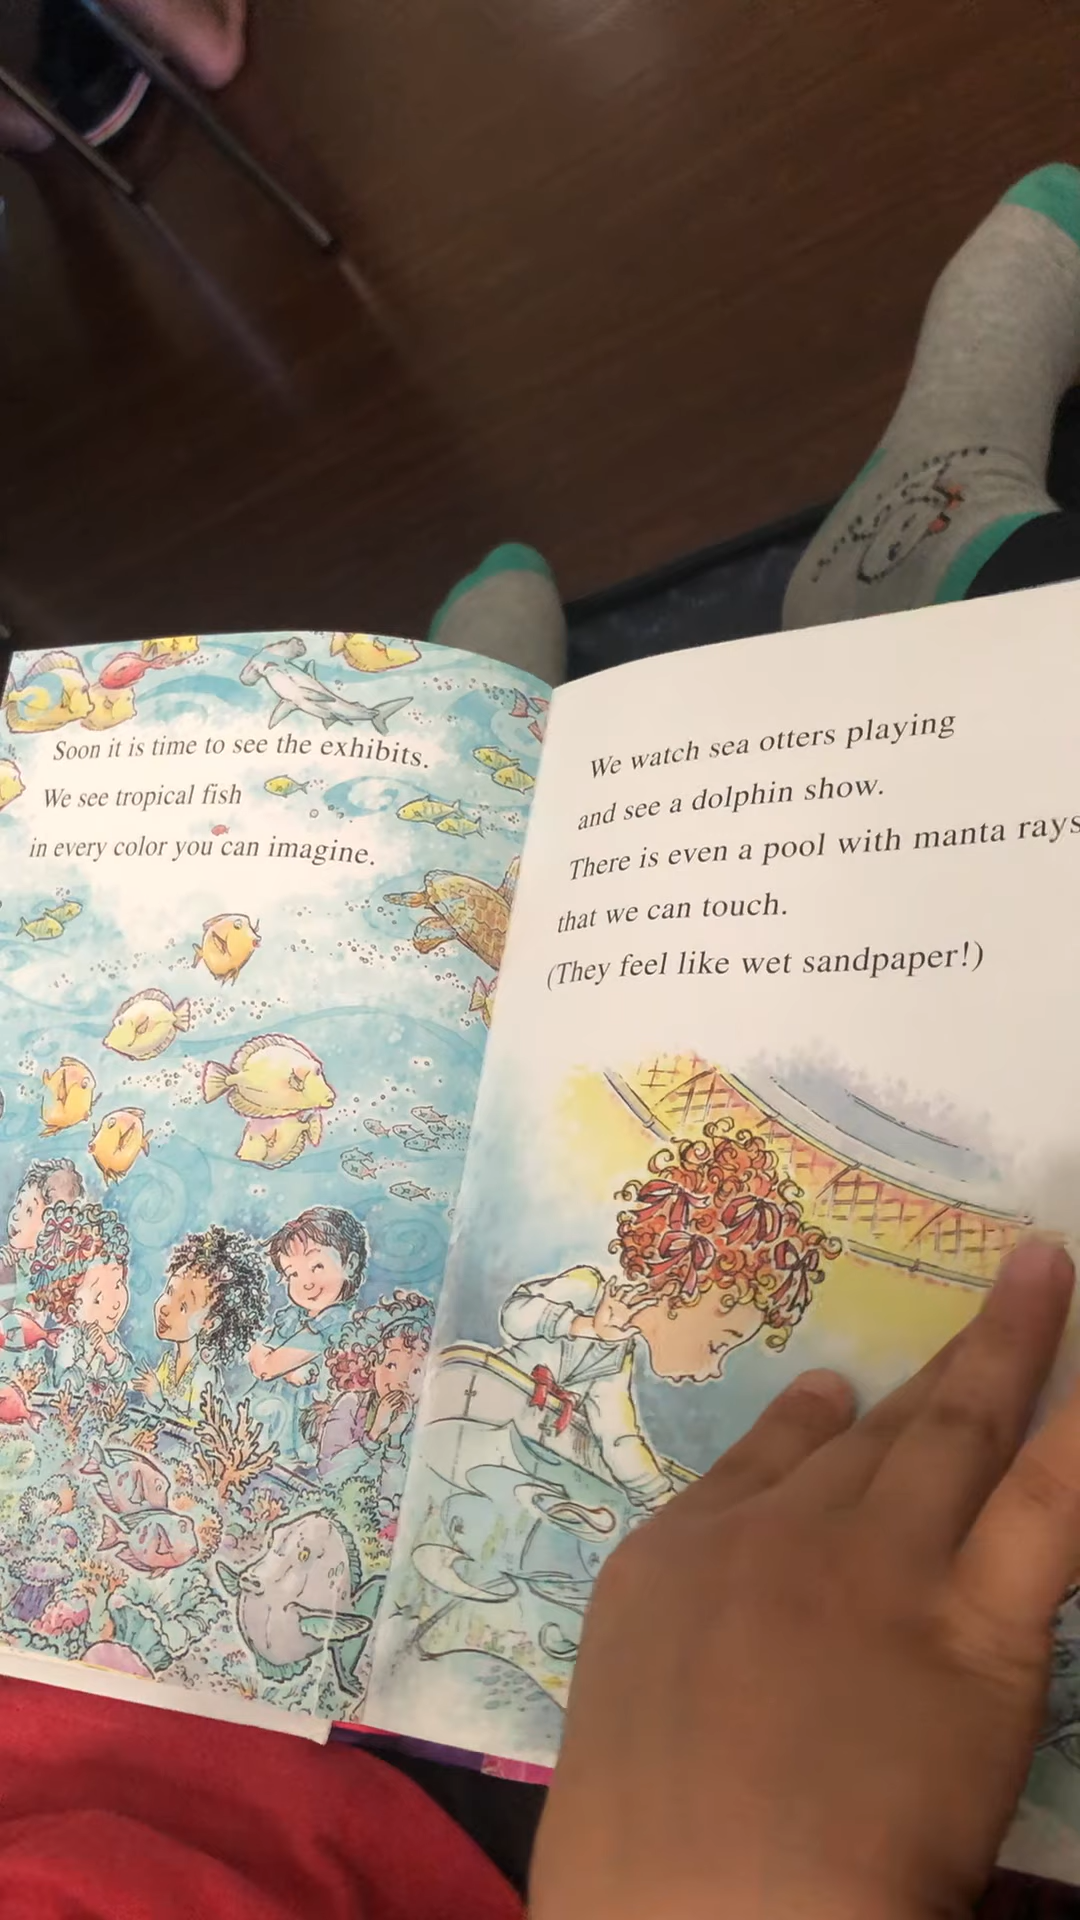 Soon it is time to see the exhibits.
We see tropical fish
in every color you can imagine.
We watch sea otters playing
and see a dolphin show.
There is even a pool with manta rays
that we can touch.
(They feel like wet sandpaper!)